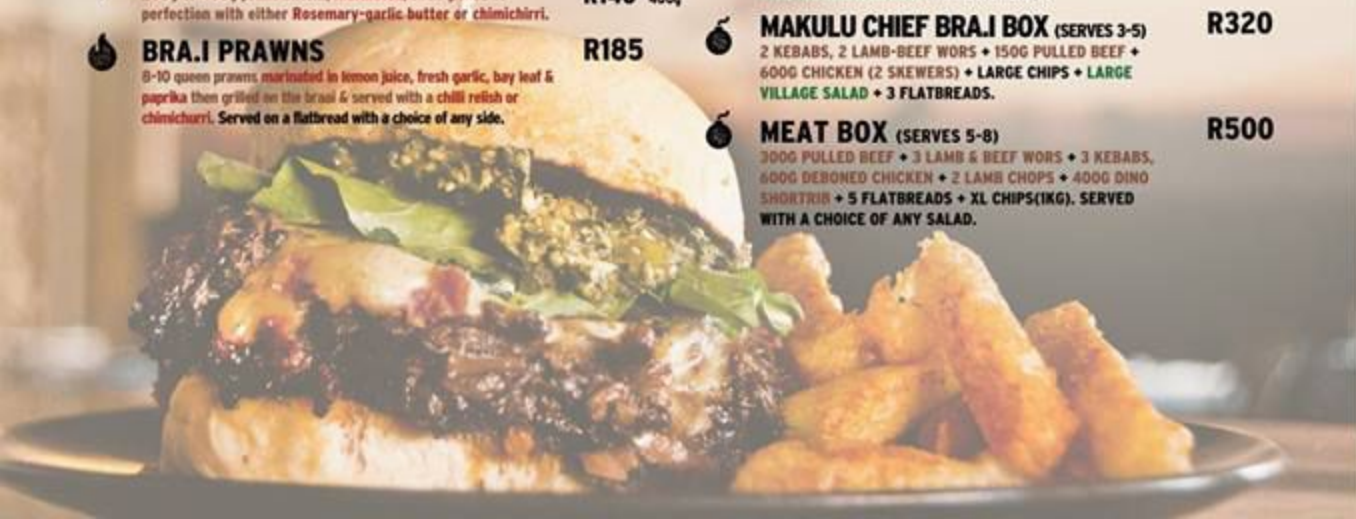 perfection with either Rosemary-garlic butter or chimichirri.
BRA.I PRAWNS R185
8-10 queen prawns marinated in lemon juice, fresh garlic, bay leaf &
paprika then grilled on the braai & served with a chilli relish or
chimichurri. Served on a flatbread with a choice of any side.
MAKULU CHIEF BRA.I BOX (SERVES 3-5) R320
2 KEBABS, 2 LAMB-BEEF WORS + 150G PULLED BEEF +
600G CHICKEN (2 SKEWERS) + LARGE CHIPS + LARGE
VILLAGE SALAD + 3 FLATBREADS.
MEAT BOX (SERVES 5-8) R500
300G PULLED BEEF + 3 LAMB & BEEF WORS + 3 KEBABS,
600G DEBONED CHICKEN + 2 LAMB CHOPS + 400G DINO
SHORTRIB + 5 FLATBREADS + XL CHIPS(1KG). SERVED
WITH A CHOICE OF ANY SALAD.